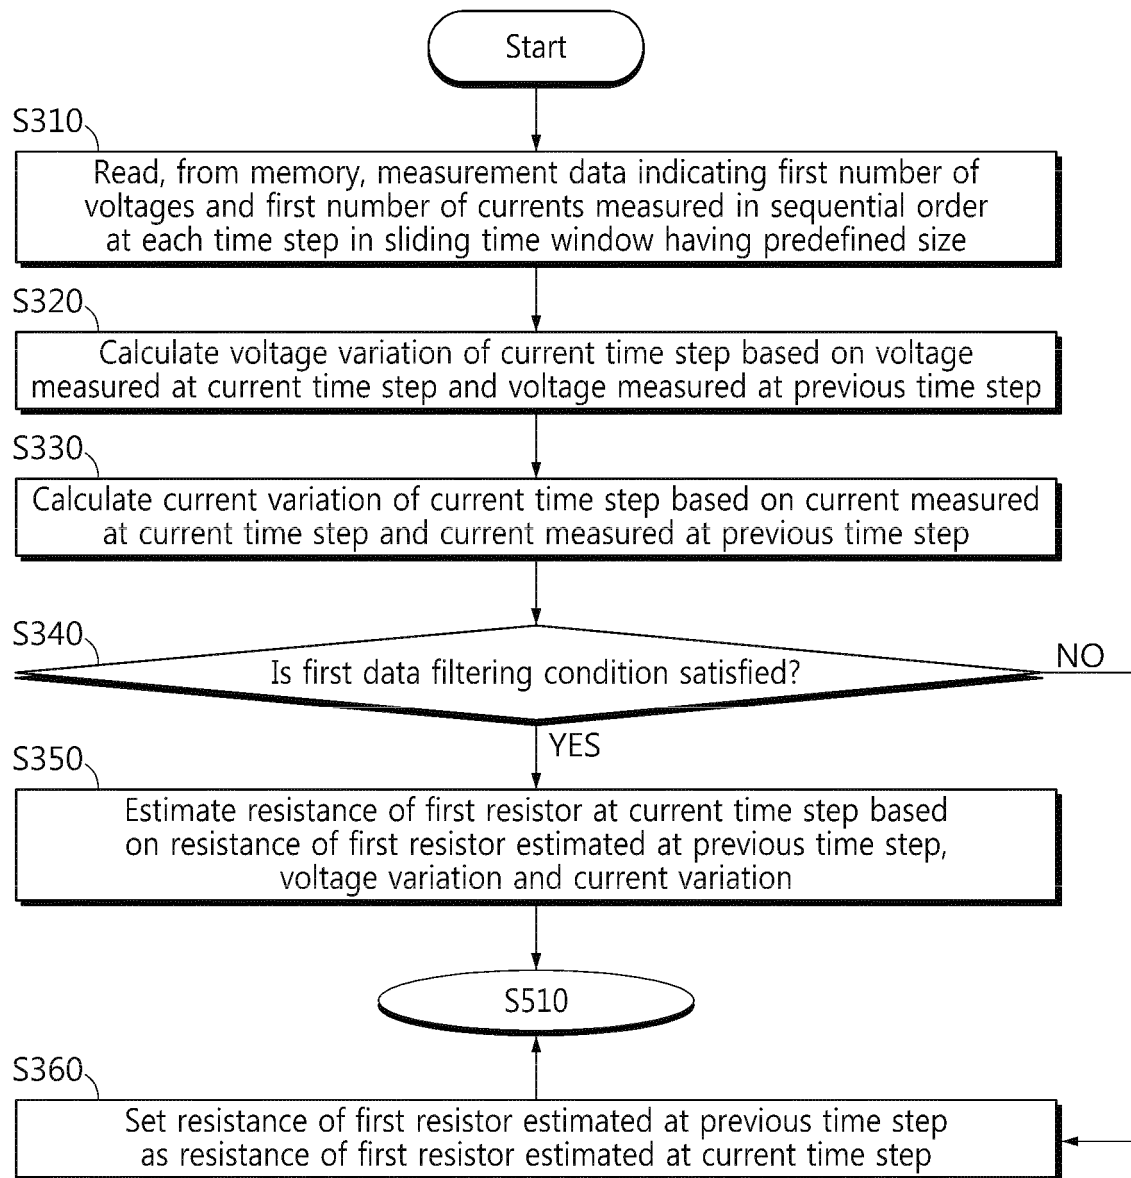 Start
S310
Read, from memory, measurement data indicating first number of
voltages and first number of currents measured in sequential order
at each time step in sliding time window having predefined size
S320
Calculate voltage variation of current time step based on voltage
measured at current time step and voltage measured at previous time step
S330
Calculate current variation of current time step based on current measured
at current time step and current measured at previous time step
S340
Is first data filtering condition satisfied?
NO
YES
S350
Estimate resistance of first resistor at current time step based
on resistance of first resistor estimated at previous time step,
voltage variation and current variation
S510
S360
Set resistance of first resistor estimated at previous time step
as resistance of first resistor estimated at current time step